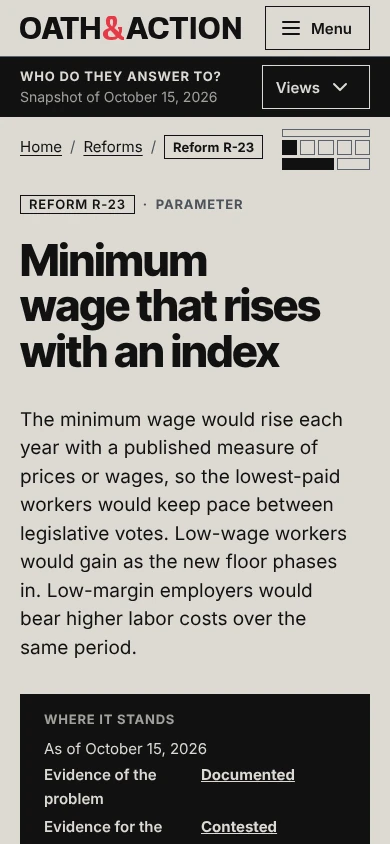 OATH&ACTION
Menu
WHO DO THEY ANSWER TO?
Snapshot of October 15, 2026
Views
Home / Reforms / Reform R-23
REFORM R-23 · PARAMETER
Minimum
wage that rises
with an index
The minimum wage would rise each
year with a published measure of
prices or wages, so the lowest-paid
workers would keep pace between
legislative votes. Low-wage workers
would gain as the new floor phases
in. Low-margin employers would
bear higher labor costs over the
same period.
WHERE IT STANDS
As of October 15, 2026
Evidence of the Documented
problem
Evidence for the Contested